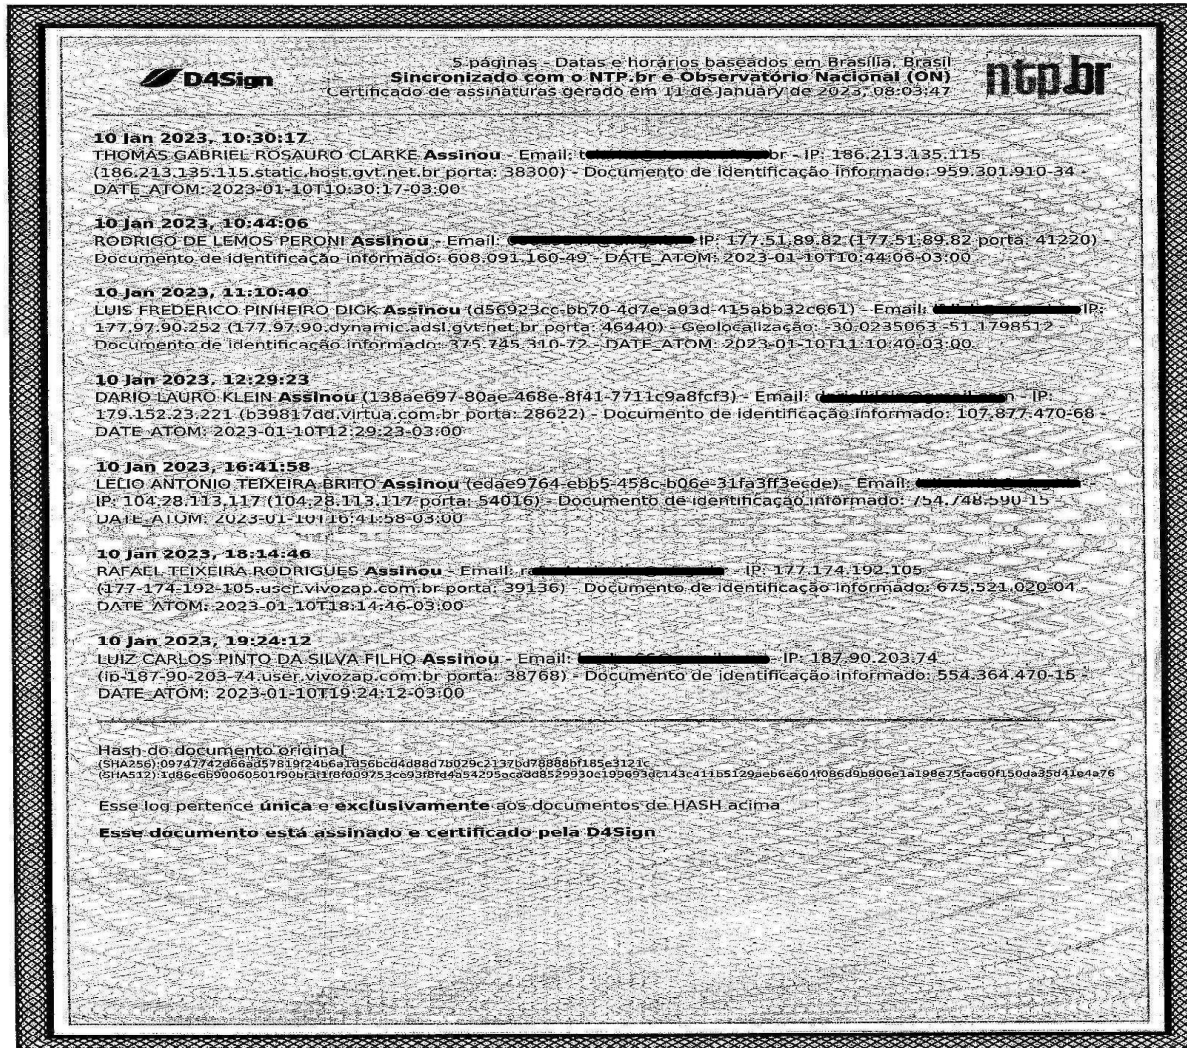 D4Sign
5 páginas - Datas e horários baseados em Brasília, Brasil
Sincronizado com o NTP.br e Observatório Nacional (ON)
Certificado de assinaturas gerado em 11 de January de 2023, 08:03:47
ntp.br
10 Jan 2023, 10:30:17
THOMÁS GABRIEL ROSAURO CLARKE Assinou - Email: br - IP: 186.213.135.115
(186.213.135.115.static.host.gvt.net.br porta: 38300) - Documento de identificação informado: 959.301.910-34 -
DATE_ATOM: 2023-01-10T10:30:17-03:00
10 Jan 2023, 10:44:06
RODRIGO DE LEMOS PERONI Assinou - Email: IP: 177.51.89.82 (177.51.89.82 porta: 41220)
Documento de identificação informado: 608.091.160-49 - DATE_ATOM: 2023-01-10T10:44:06-03:00
10 Jan 2023, 11:10:40
LUIS FREDERICO PINHEIRO DICK Assinou (d56923cc-bb70-4d7e-a93d-415abb32c661) - Email: IP:
177.97.90.252 (177.97.90.dynamic.adsl.gvt.net.br porta: 46440) - Geolocalização: -30.0235063 -51.1798512 -
Documento de identificação informado: 375.745.310-72 - DATE_ATOM: 2023-01-10T11:10:40-03:00
10 Jan 2023, 12:29:23
DARIO LAURO KLEIN Assinou (138ae697-80ae-468e-8f41-7711c9a8fcf3) - Email: - IP:
179.152.23.221 (b39817dd.virtua.com.br porta: 28622) - Documento de identificação informado: 107.877.470-68 -
DATE_ATOM: 2023-01-10T12:29:23-03:00
10 Jan 2023, 16:41:58
LELIO ANTONIO TEIXEIRA BRITO Assinou (edae9764-ebb5-458c-b06e-31fa3ff3ecde) - Email:
IP: 104.28.113.117 (104.28.113.117 porta: 54016) - Documento de identificação informado: 754.748.590-15
DATE_ATOM: 2023-01-10T16:41:58-03:00
10 Jan 2023, 18:14:46
RAFAEL TEIXEIRA RODRIGUES Assinou - Email: - IP: 177.174.192.105
(177-174-192-105.user.vivozap.com.br porta: 39136) - Documento de identificação informado: 675.521.020-04
DATE_ATOM: 2023-01-10T18:14:46-03:00
10 Jan 2023, 19:24:12
LUIZ CARLOS PINTO DA SILVA FILHO Assinou - Email: - IP: 187.90.203.74
(ip-187-90-203-74.user.vivozap.com.br porta: 38768) - Documento de identificação informado: 554.364.470-15 -
DATE_ATOM: 2023-01-10T19:24:12-03:00
Hash do documento original
Esse log pertence única e exclusivamente aos documentos de HASH acima
Esse documento está assinado e certificado pela D4Sign